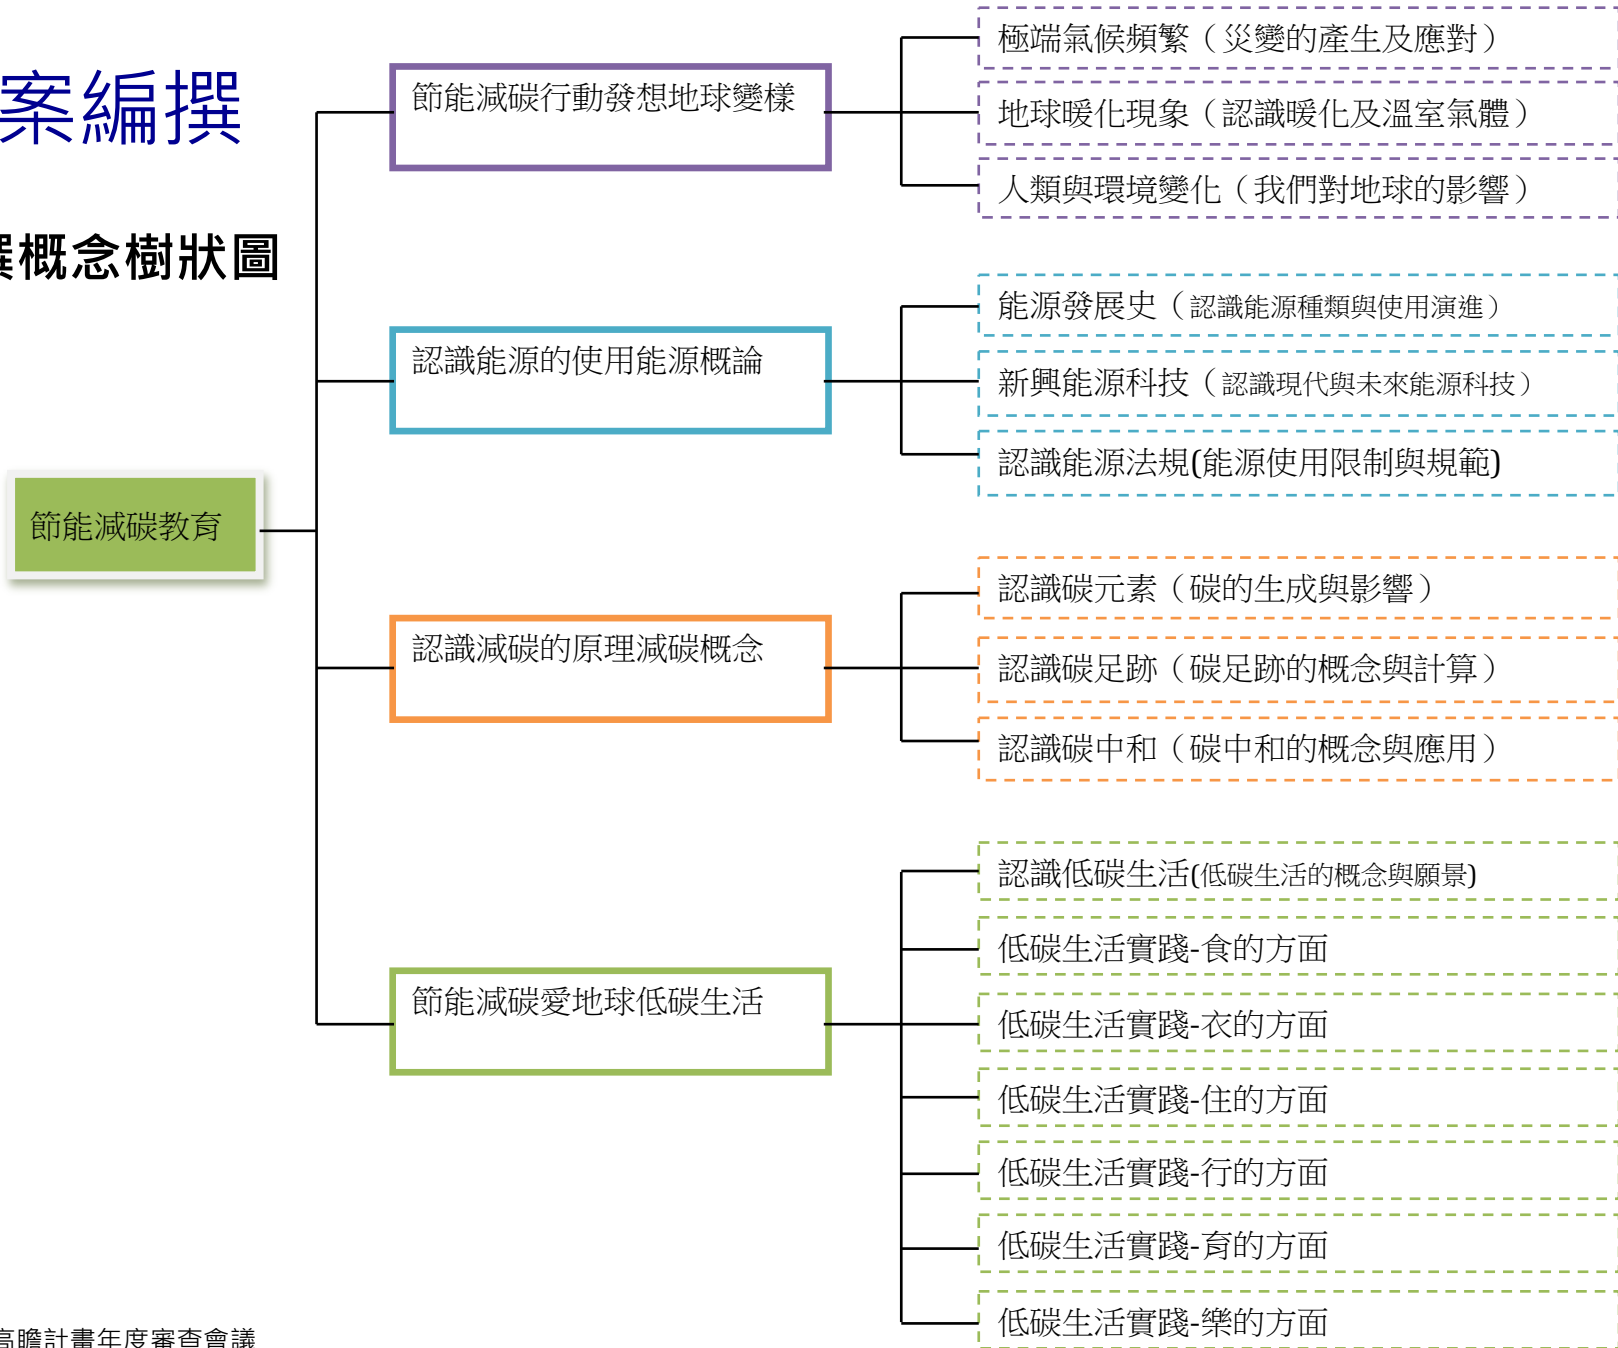 案編撰
撰概念樹狀圖
節能減碳教育
節能減碳行動發想地球變樣
極端氣候頻繁（災變的產生及應對）
地球暖化現象（認識暖化及溫室氣體）
人類與環境變化（我們對地球的影響）
認識能源的使用能源概論
能源發展史（認識能源種類與使用演進）
新興能源科技（認識現代與未來能源科技）
認識能源法規(能源使用限制與規範)
認識減碳的原理減碳概念
認識碳元素（碳的生成與影響）
認識碳足跡（碳足跡的概念與計算）
認識碳中和（碳中和的概念與應用）
節能減碳愛地球低碳生活
認識低碳生活(低碳生活的概念與願景)
低碳生活實踐-食的方面
低碳生活實踐-衣的方面
低碳生活實踐-住的方面
低碳生活實踐-行的方面
低碳生活實踐-育的方面
低碳生活實踐-樂的方面
高瞻計畫年度審查會議